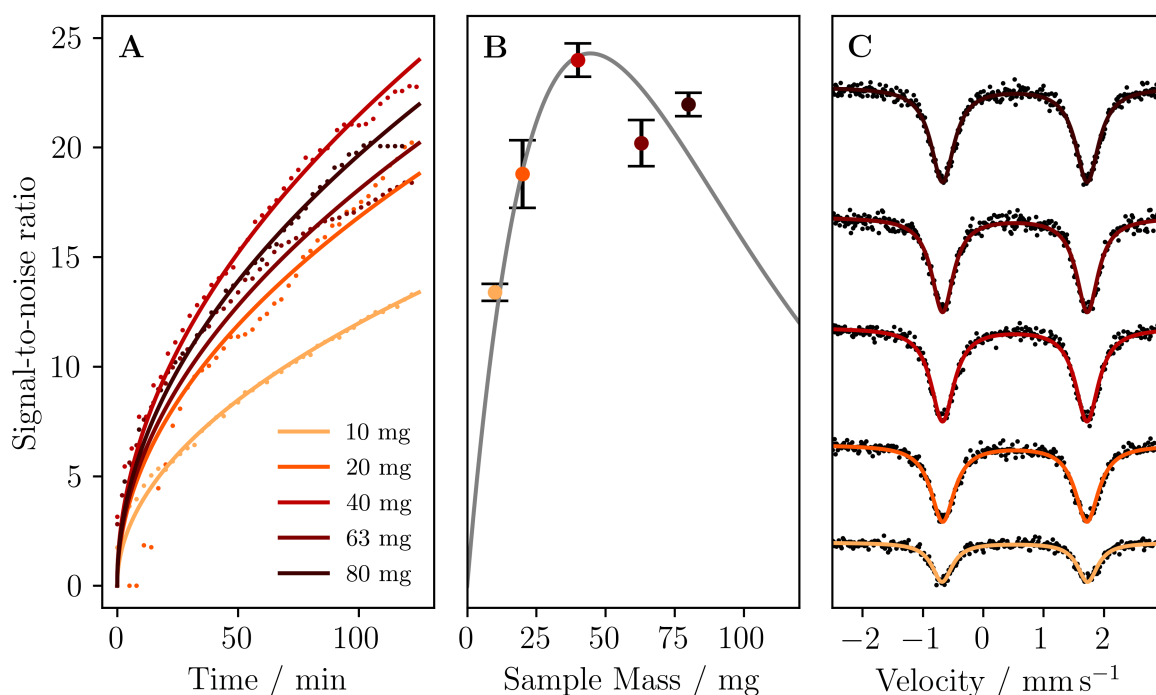 A
B
C
25
20
15
10
5
0
Signal-to-noise ratio
10 mg
20 mg
40 mg
63 mg
80 mg
0 50 100
0 25 50 75 100
−2 −1 0 1 2
Time / min
Sample Mass / mg
Velocity / mm s⁻¹